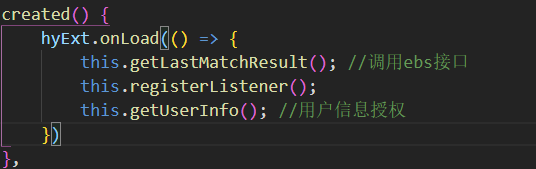 created() {
hyExt.onLoad(() => {
this.getLastMatchResult(); //调用ebs接口
this.registerListener();
this.getUserInfo(); //用户信息授权
})
},